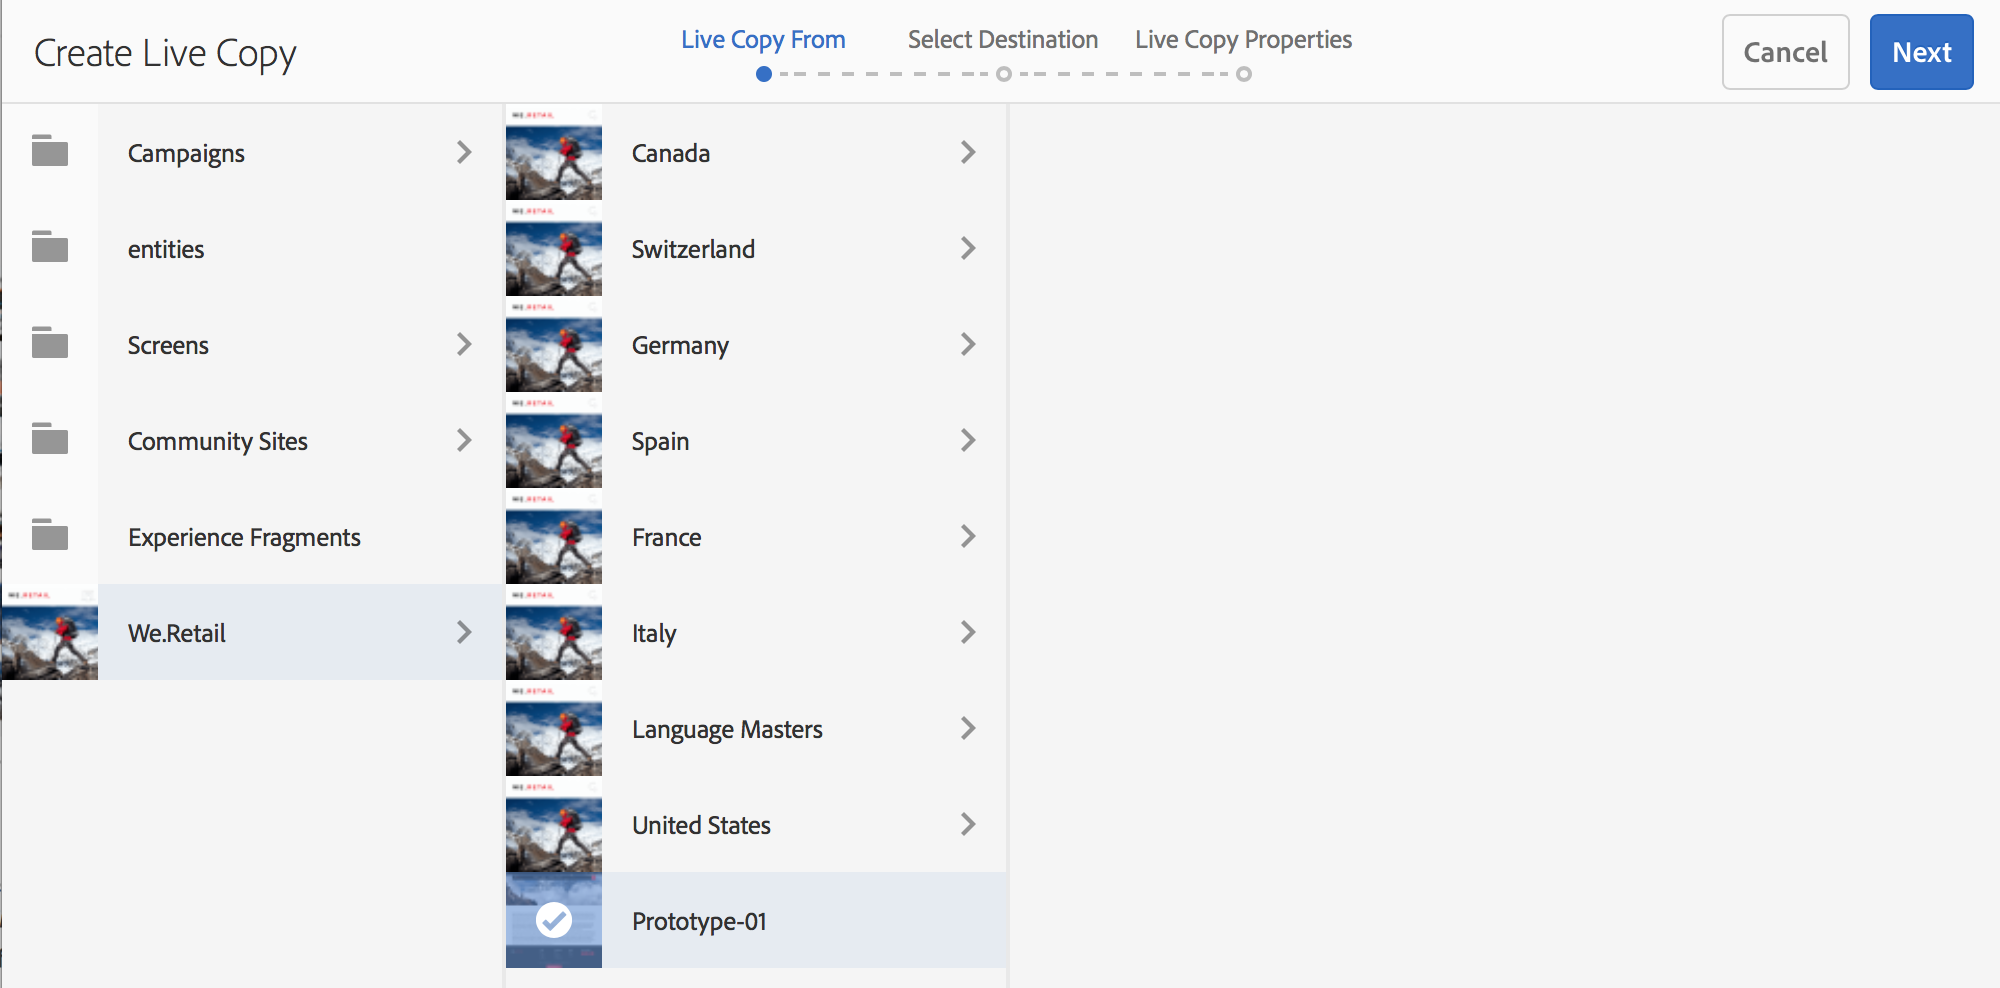 Create Live Copy
Live Copy From
Select Destination
Live Copy Properties
Cancel
Next
Campaigns
entities
Screens
Community Sites
Experience Fragments
We.Retail
Canada
Switzerland
Germany
Spain
France
Italy
Language Masters
United States
Prototype-01